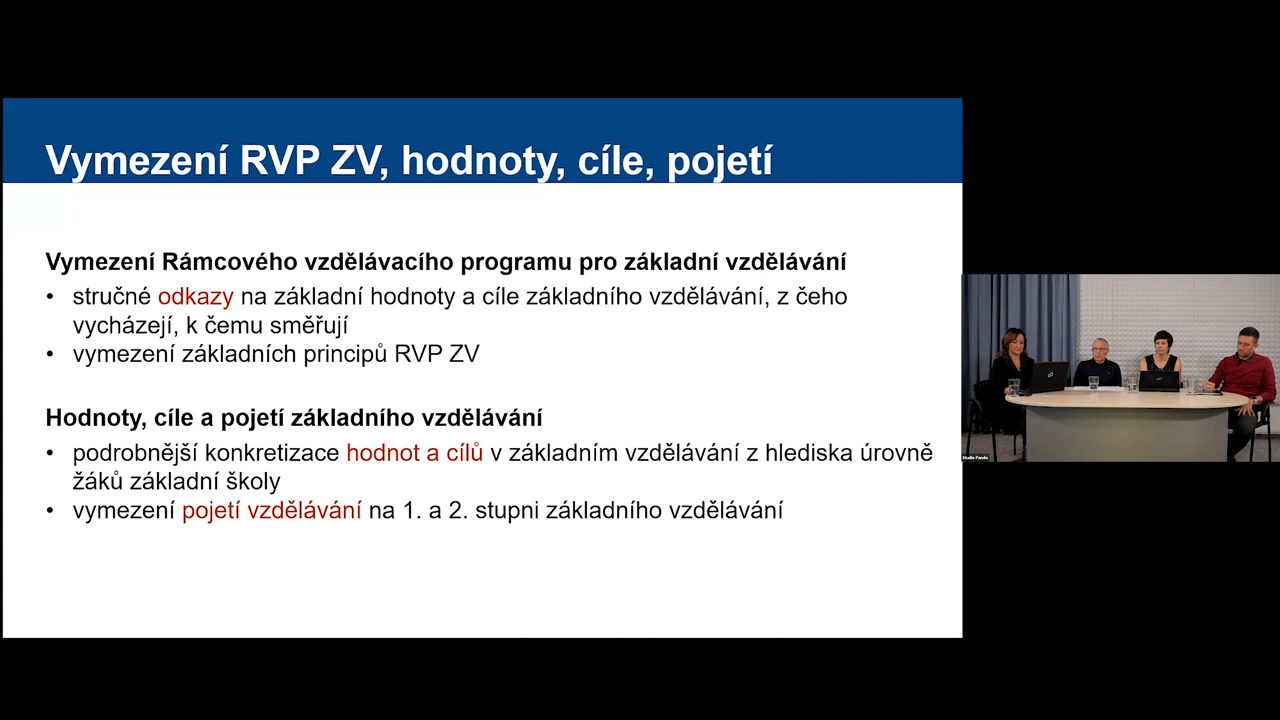 Vymezení RVP ZV, hodnoty, cíle, pojetí
Vymezení Rámcového vzdělávacího programu pro základní vzdělávání
• stručné odkazy na základní hodnoty a cíle základního vzdělávání, z čeho
vycházejí, k čemu směřují
• vymezení základních principů RVP ZV
Hodnoty, cíle a pojetí základního vzdělávání
• podrobnější konkretizace hodnot a cílů v základním vzdělávání z hlediska úrovně
žáků základní školy
• vymezení pojetí vzdělávání na 1. a 2. stupni základního vzdělávání
Studio Panda